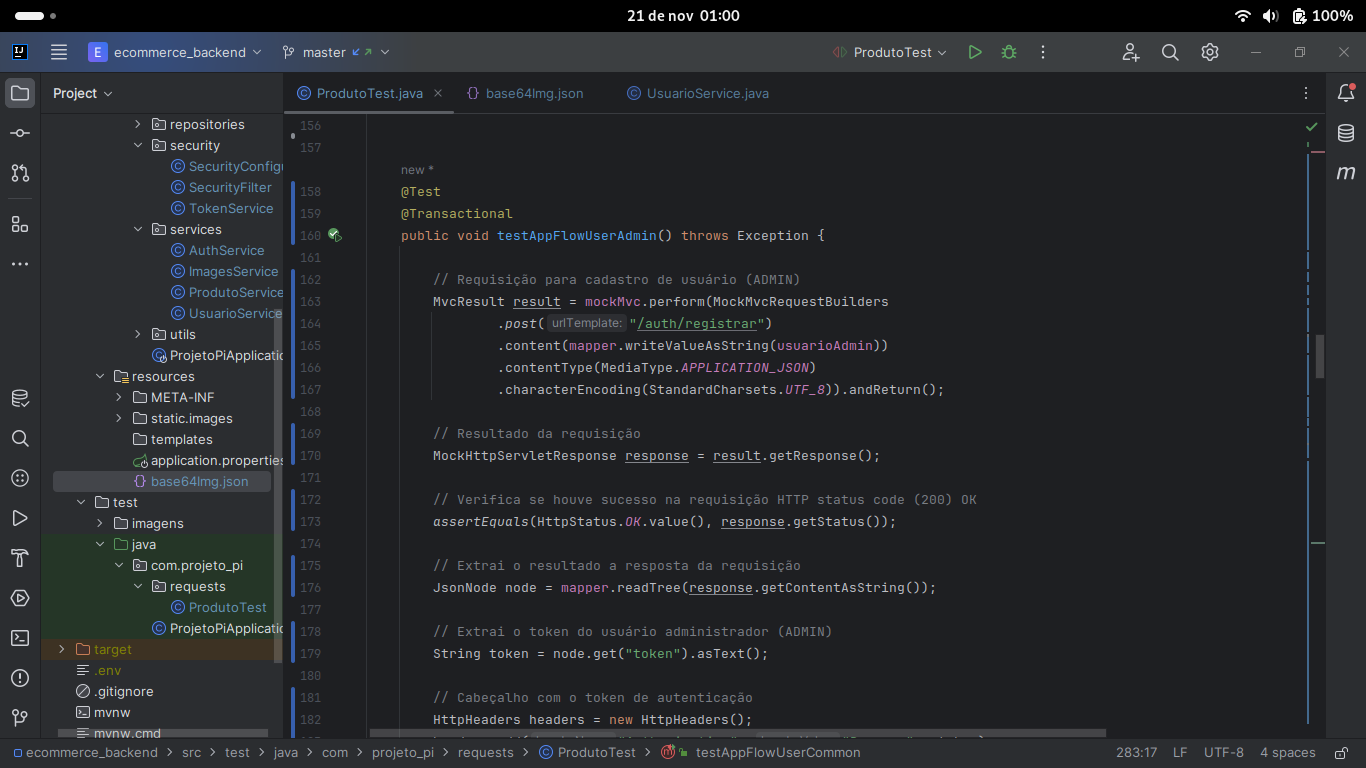 21 de nov 01:00
100%
IJ
E ecommerce_backend
master
ProdutoTest
Project
ProdutoTest.java
base64Img.json
UsuarioService.java
repositories
security
SecurityConfigu
SecurityFilter
TokenService
services
AuthService
ImagesService
ProdutoService
UsuarioService
utils
ProjetoPiApplicatio
resources
META-INF
static.images
templates
application.properties
base64Img.json
test
imagens
java
com.projeto_pi
requests
ProdutoTest
ProjetoPiApplicatio
target
.env
.gitignore
mvnw
mvnw.cmd
156
157
new *
158 @Test
159 @Transactional
160 public void testAppFlowUserAdmin() throws Exception {
161
162 // Requisição para cadastro de usuário (ADMIN)
163 MvcResult result = mockMvc.perform(MockMvcRequestBuilders
164 .post( urlTemplate: "/auth/registrar")
165 .content(mapper.writeValueAsString(usuarioAdmin))
166 .contentType(MediaType.APPLICATION_JSON)
167 .characterEncoding(StandardCharsets.UTF_8)).andReturn();
168
169 // Resultado da requisição
170 MockHttpServletResponse response = result.getResponse();
171
172 // Verifica se houve sucesso na requisição HTTP status code (200) OK
173 assertEquals(HttpStatus.OK.value(), response.getStatus());
174
175 // Extrai o resultado a resposta da requisição
176 JsonNode node = mapper.readTree(response.getContentAsString());
177
178 // Extrai o token do usuário administrador (ADMIN)
179 String token = node.get("token").asText();
180
181 // Cabeçalho com o token de autenticação
182 HttpHeaders headers = new HttpHeaders();
m
ecommerce_backend > src > test > java > com > projeto_pi > requests > ProdutoTest > testAppFlowUserCommon
283:17 LF UTF-8 4 spaces